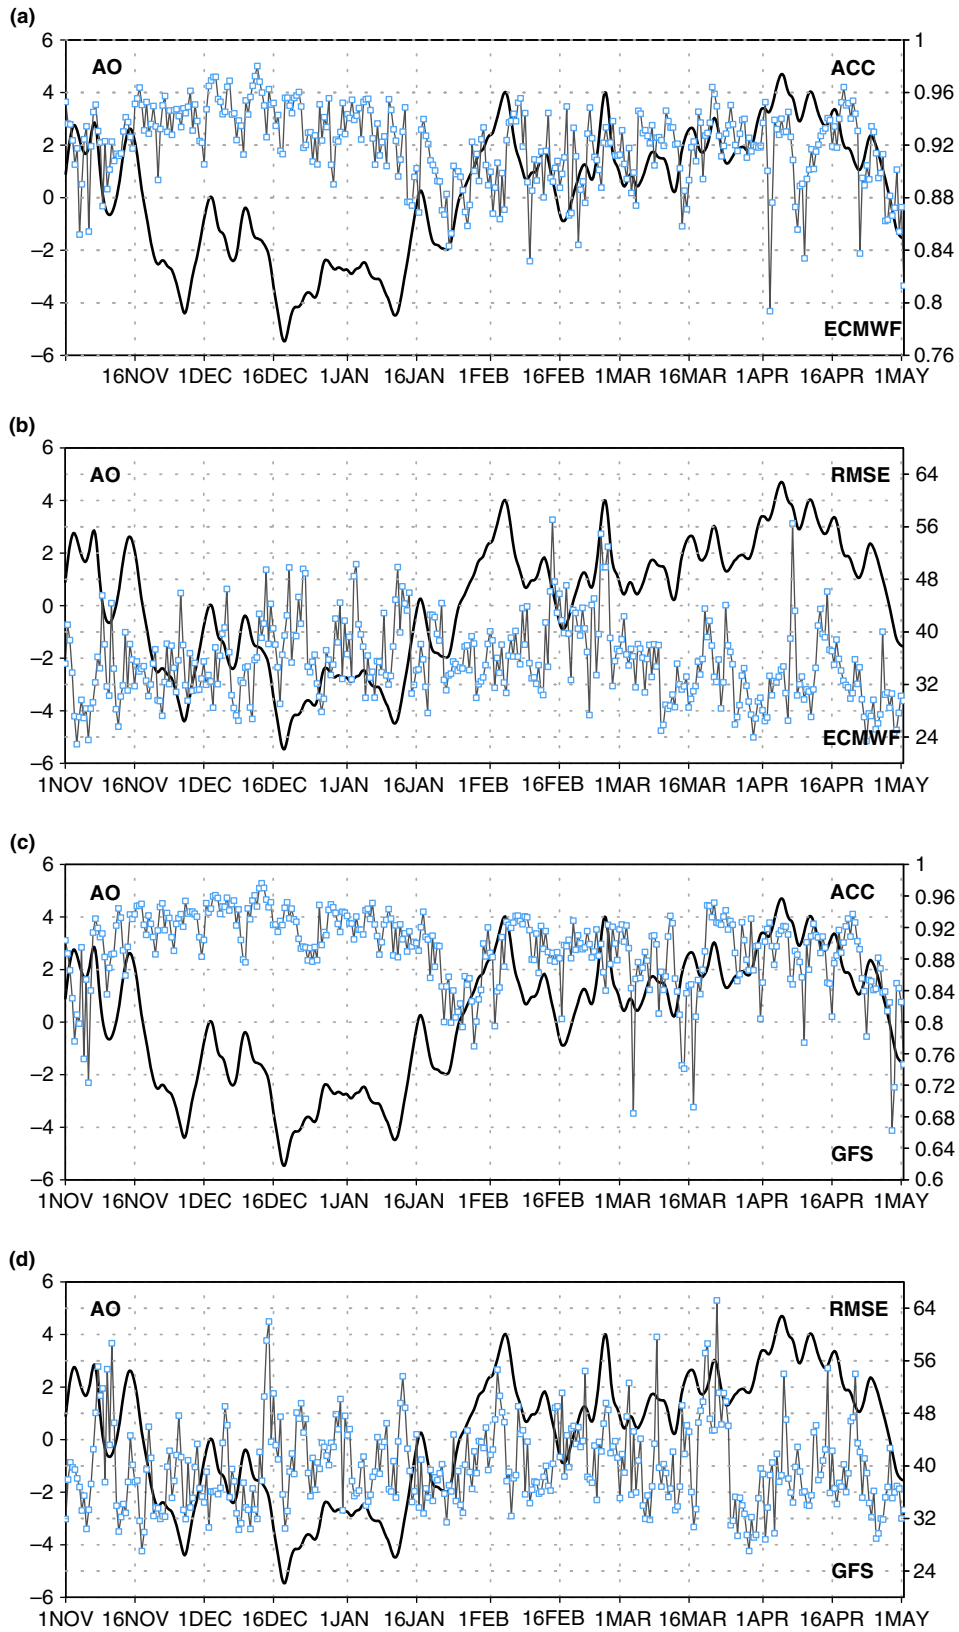 (a)
6 1
AO ACC
4 0.96
2 0.92
0 0.88
−2 0.84
−4 0.8
ECMWF
−6 0.76
16NOV 1DEC 16DEC 1JAN 16JAN 1FEB 16FEB 1MAR 16MAR 1APR 16APR 1MAY
(b)
6
AO RMSE 64
4 56
2 48
0 40
−2 32
−4 24
ECMWF
−6
1NOV 16NOV 1DEC 16DEC 1JAN 16JAN 1FEB 16FEB 1MAR 16MAR 1APR 16APR 1MAY
(c)
6 1
AO ACC 0.96
4 0.92
2 0.88
0.84
0 0.8
−2 0.76
0.72
−4 0.68
GFS 0.64
−6 0.6
1NOV 16NOV 1DEC 16DEC 1JAN 16JAN 1FEB 16FEB 1MAR 16MAR 1APR 16APR 1MAY
(d)
6
AO RMSE 64
4 56
2 48
0 40
−2 32
−4 24
GFS
−6
1NOV 16NOV 1DEC 16DEC 1JAN 16JAN 1FEB 16FEB 1MAR 16MAR 1APR 16APR 1MAY